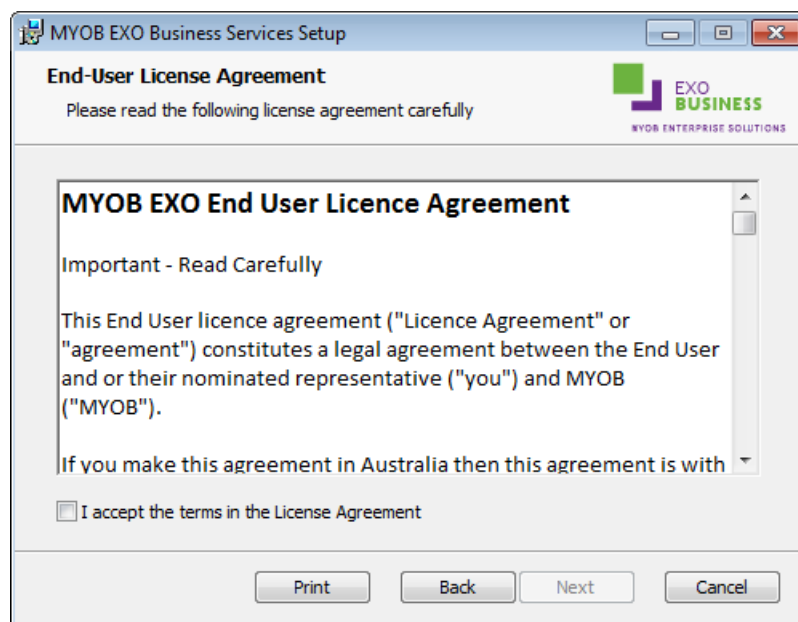 MYOB EXO Business Services Setup
End-User License Agreement
Please read the following license agreement carefully
EXO
BUSINESS
MYOB ENTERPRISE SOLUTIONS
MYOB EXO End User Licence Agreement
Important - Read Carefully
This End User licence agreement ("Licence Agreement" or
"agreement") constitutes a legal agreement between the End User
and or their nominated representative ("you") and MYOB
("MYOB").
If you make this agreement in Australia then this agreement is with
I accept the terms in the License Agreement
Print
Back
Next
Cancel